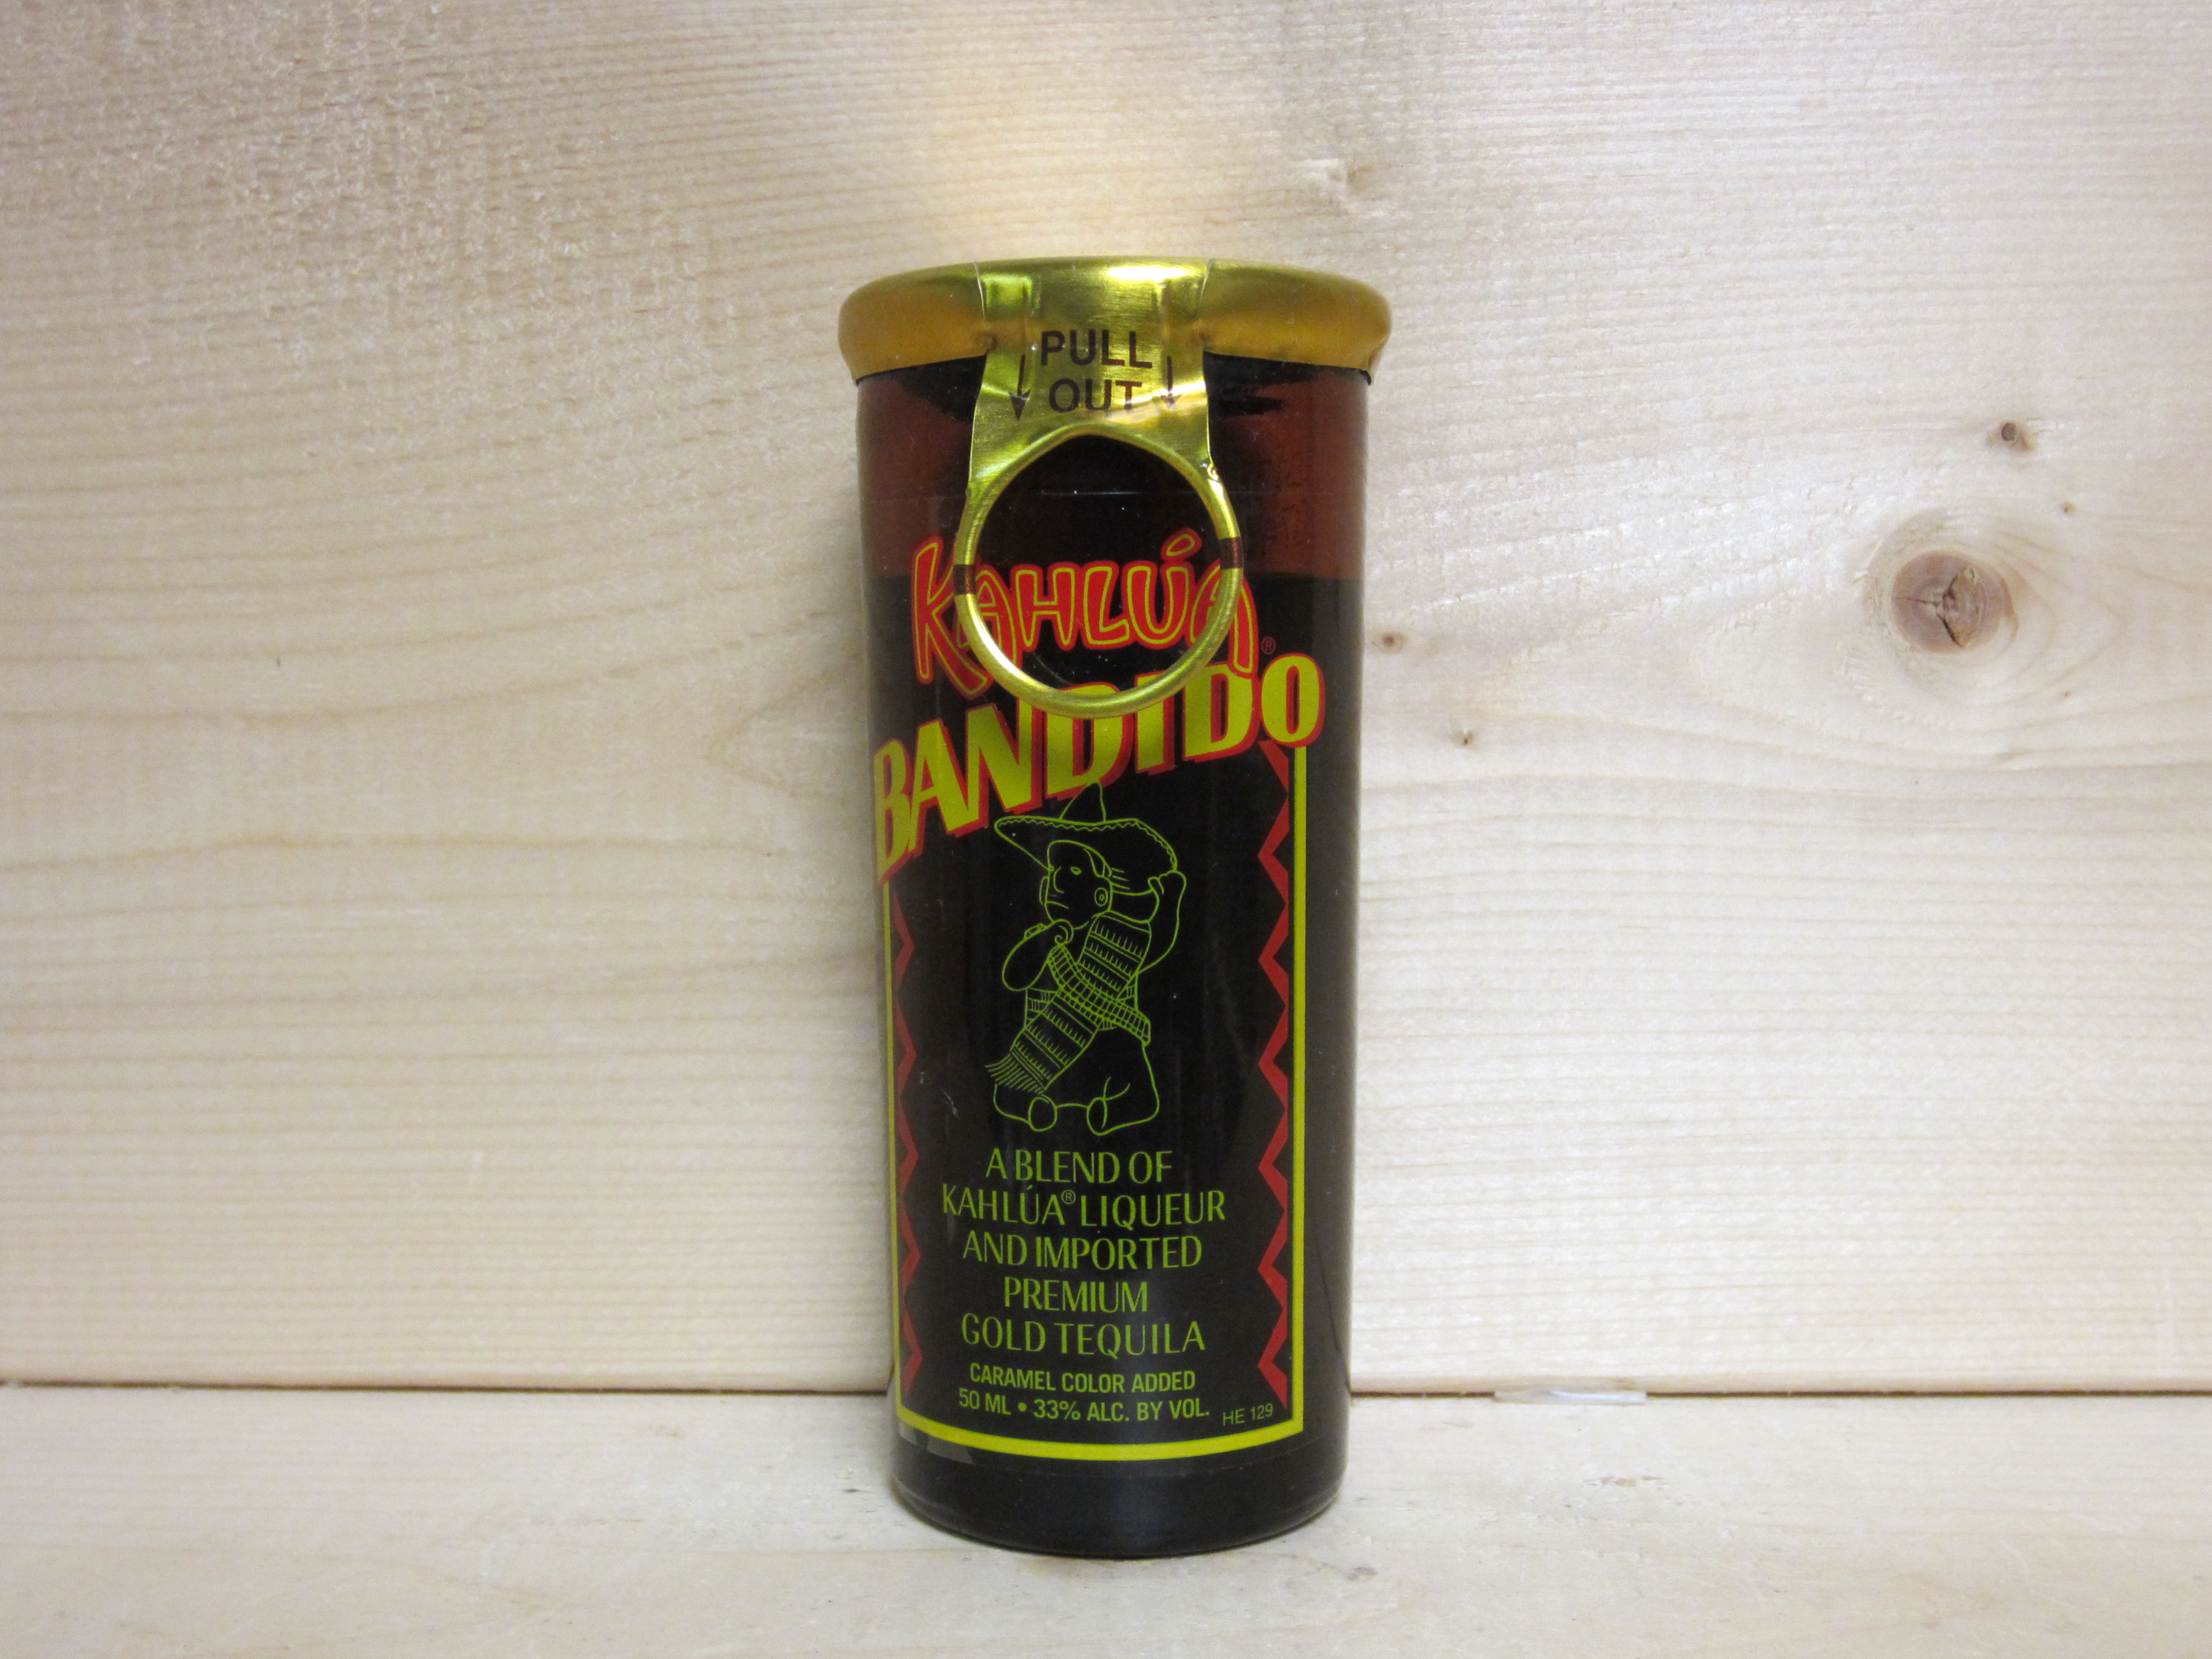 PULL
OUT
KAHLÚA®
BANDIDO
A BLEND OF
KAHLÚA® LIQUEUR
AND IMPORTED
PREMIUM
GOLD TEQUILA
CARAMEL COLOR ADDED
50 ML • 33% ALC. BY VOL.
HE 129